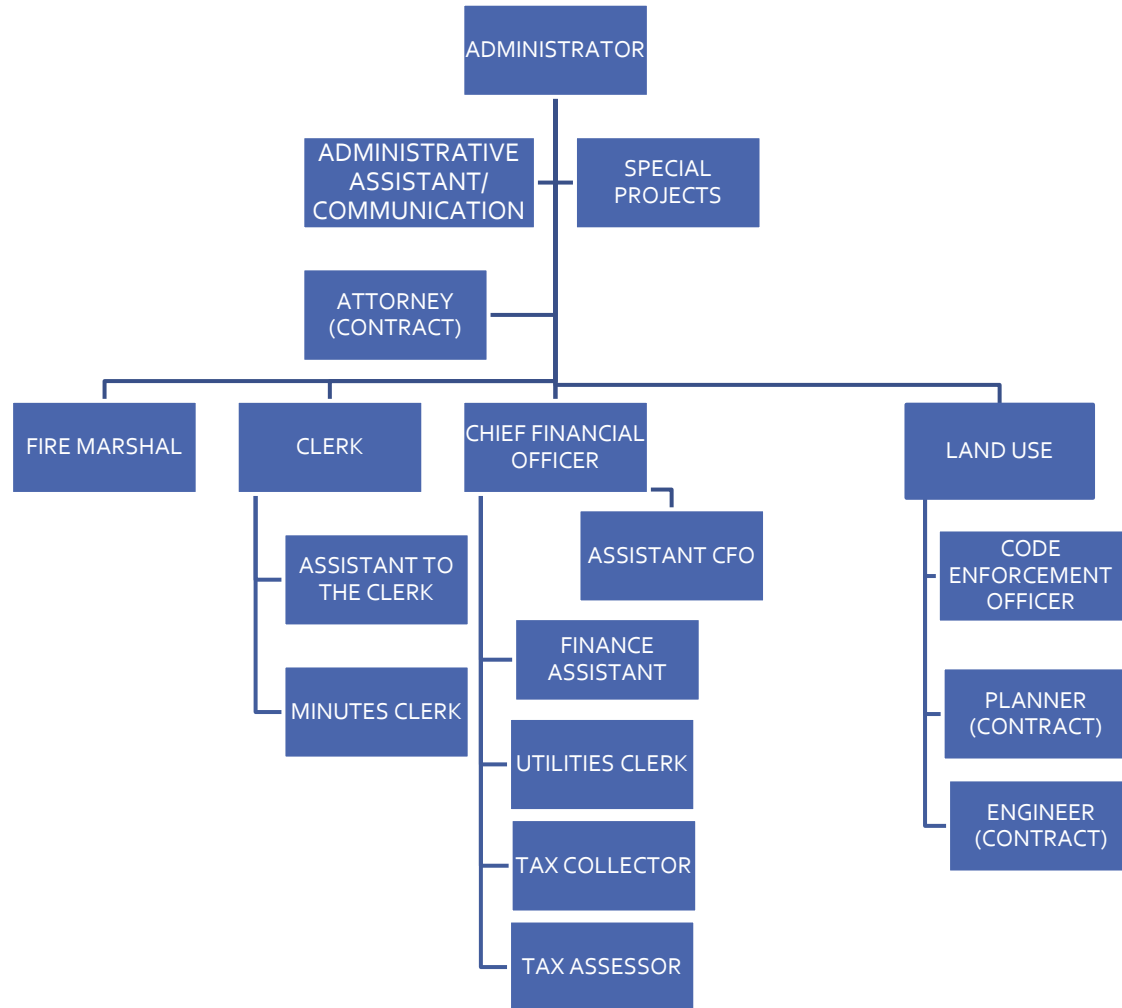 ADMINISTRATOR
ADMINISTRATIVE
ASSISTANT/
COMMUNICATION
SPECIAL
PROJECTS
ATTORNEY
(CONTRACT)
FIRE MARSHAL
CLERK
CHIEF FINANCIAL
OFFICER
LAND USE
ASSISTANT TO
THE CLERK
MINUTES CLERK
ASSISTANT CFO
FINANCE
ASSISTANT
UTILITIES CLERK
TAX COLLECTOR
TAX ASSESSOR
CODE
ENFORCEMENT
OFFICER
PLANNER
(CONTRACT)
ENGINEER
(CONTRACT)